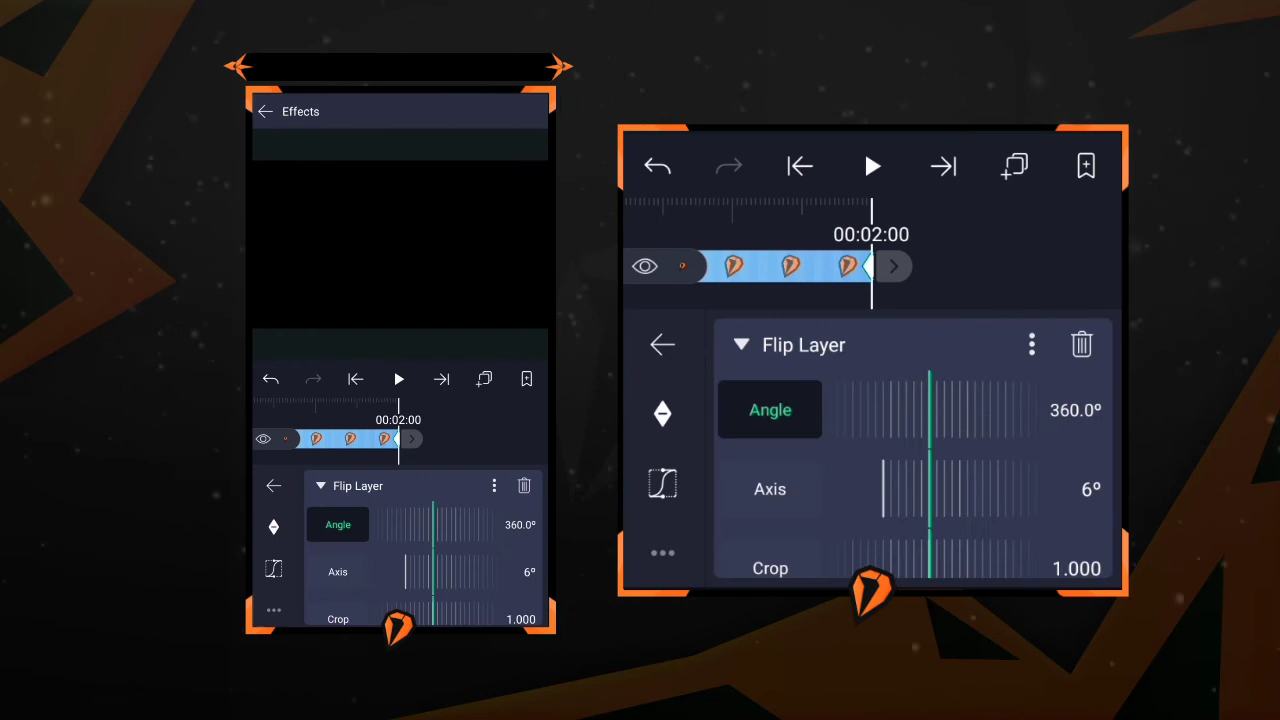 Effects
00:02:00
Flip Layer
Angle
360.0º
Axis
6º
Crop
1.000
00:02:00
Flip Layer
Angle
360.0º
Axis
6º
Crop
1.000